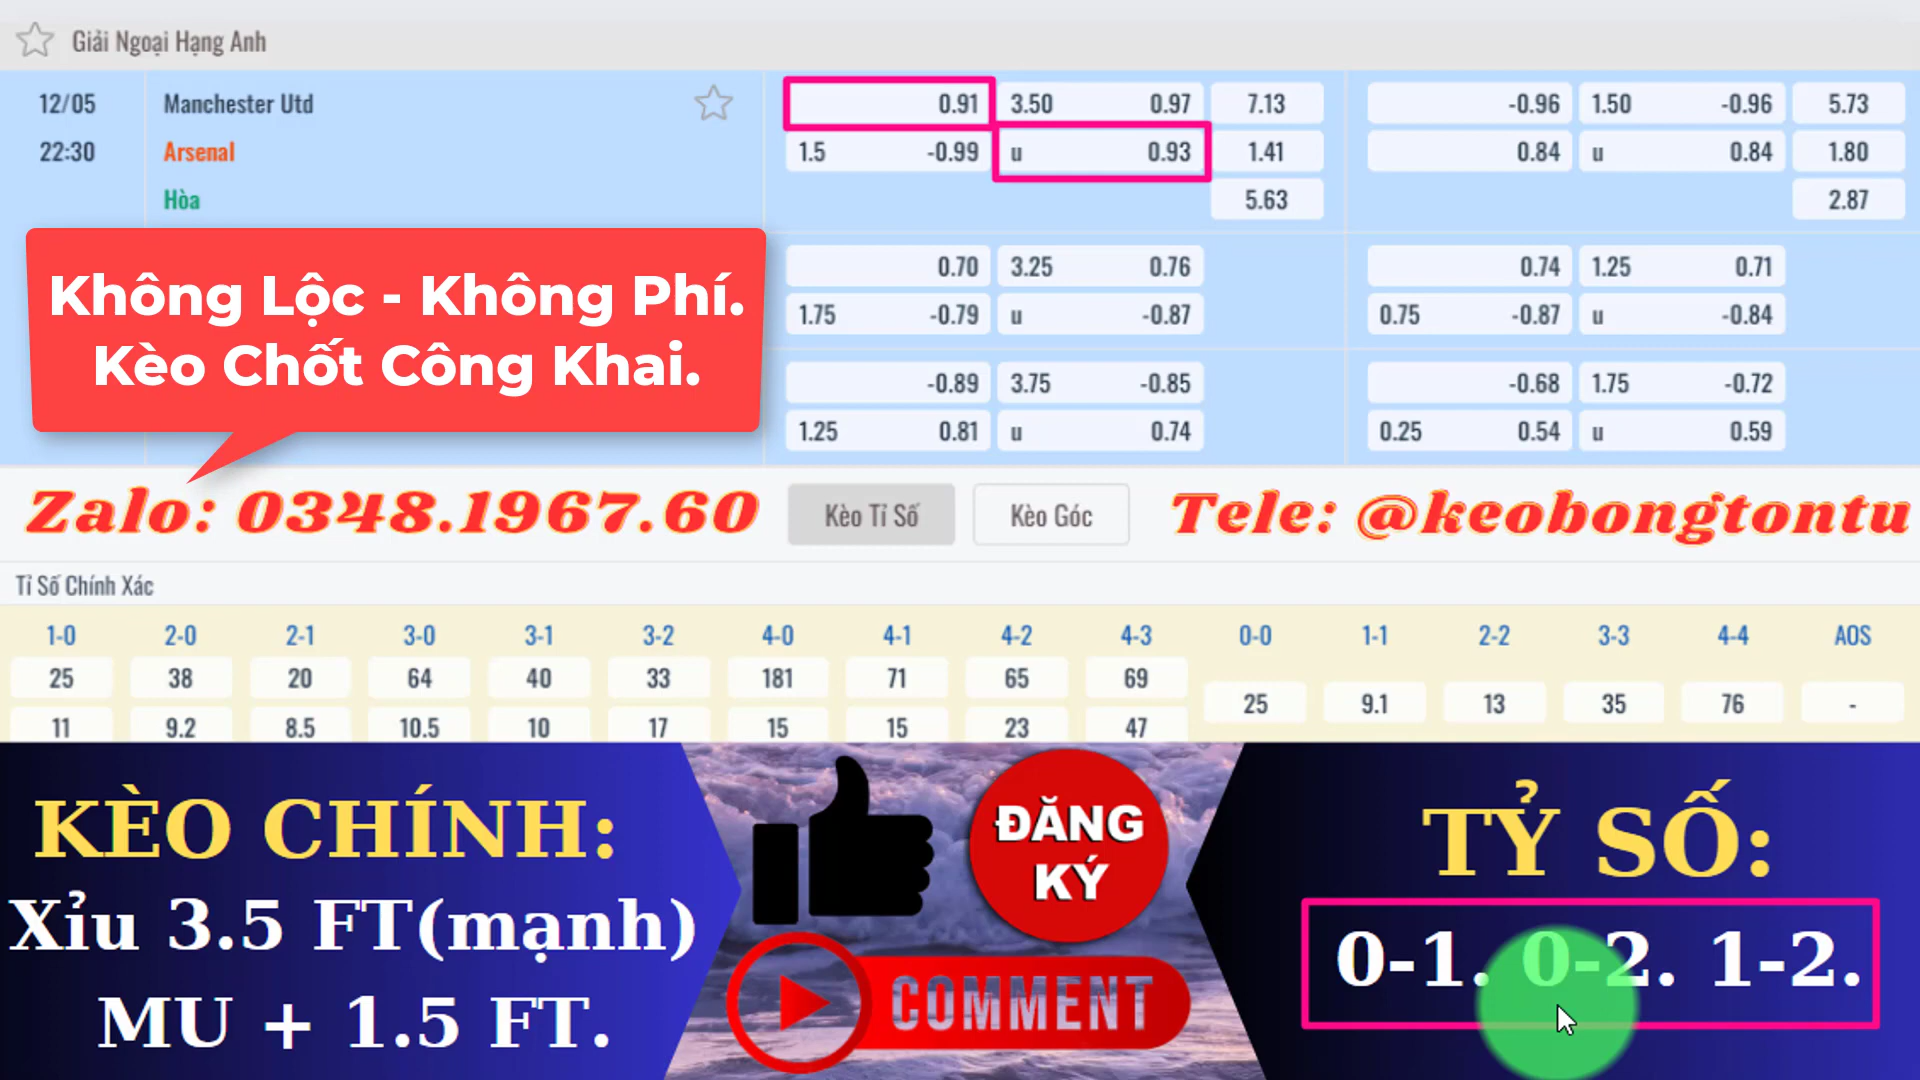 Giải Ngoại Hạng Anh
12/05 Manchester Utd 0.91 3.50 0.97 7.13 -0.96 1.50 -0.96 5.73
22:30 Arsenal 1.5 -0.99 u 0.93 1.41 0.84 u 0.84 1.80
Hòa 5.63 2.87
0.70 3.25 0.76 0.74 1.25 0.71
1.75 -0.79 u -0.87 0.75 -0.87 u -0.84
-0.89 3.75 -0.85 -0.68 1.75 -0.72
1.25 0.81 u 0.74 0.25 0.54 u 0.59
Không Lộc - Không Phí.
Kèo Chốt Công Khai.
Zalo: 0348.1967.60 Kèo Tỉ Số Kèo Góc Tele: @keobongtontu
Tỉ Số Chính Xác
1-0 2-0 2-1 3-0 3-1 3-2 4-0 4-1 4-2 4-3 0-0 1-1 2-2 3-3 4-4 AOS
25 38 20 64 40 33 181 71 65 69 25 9.1 13 35 76 -
11 9.2 8.5 10.5 10 17 15 15 23 47
KÈO CHÍNH:
Xỉu 3.5 FT(mạnh)
MU + 1.5 FT.
ĐĂNG
KÝ
COMMENT
TỶ SỐ:
0-1. 0-2. 1-2.